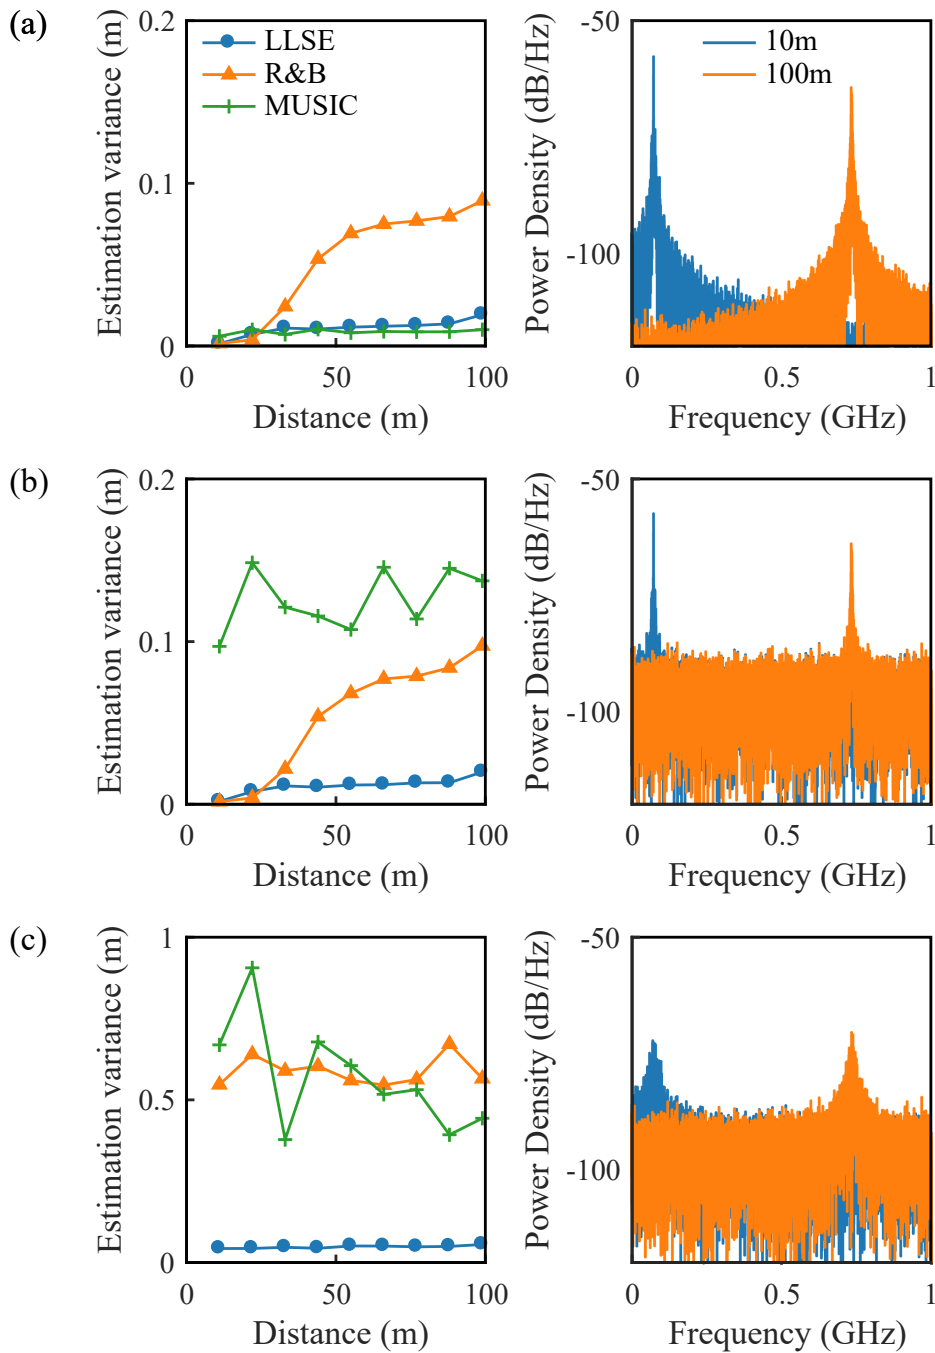 (a)
Estimation variance (m)
0.2
0.1
0
LLSE
R&B
MUSIC
0
50
100
Distance (m)
Power Density (dB/Hz)
-50
-100
10m
100m
0
0.5
1
Frequency (GHz)
(b)
Estimation variance (m)
0.2
0.1
0
0
50
100
Distance (m)
Power Density (dB/Hz)
-50
-100
0
0.5
1
Frequency (GHz)
(c)
Estimation variance (m)
1
0.5
0
0
50
100
Distance (m)
Power Density (dB/Hz)
-50
-100
0
0.5
1
Frequency (GHz)